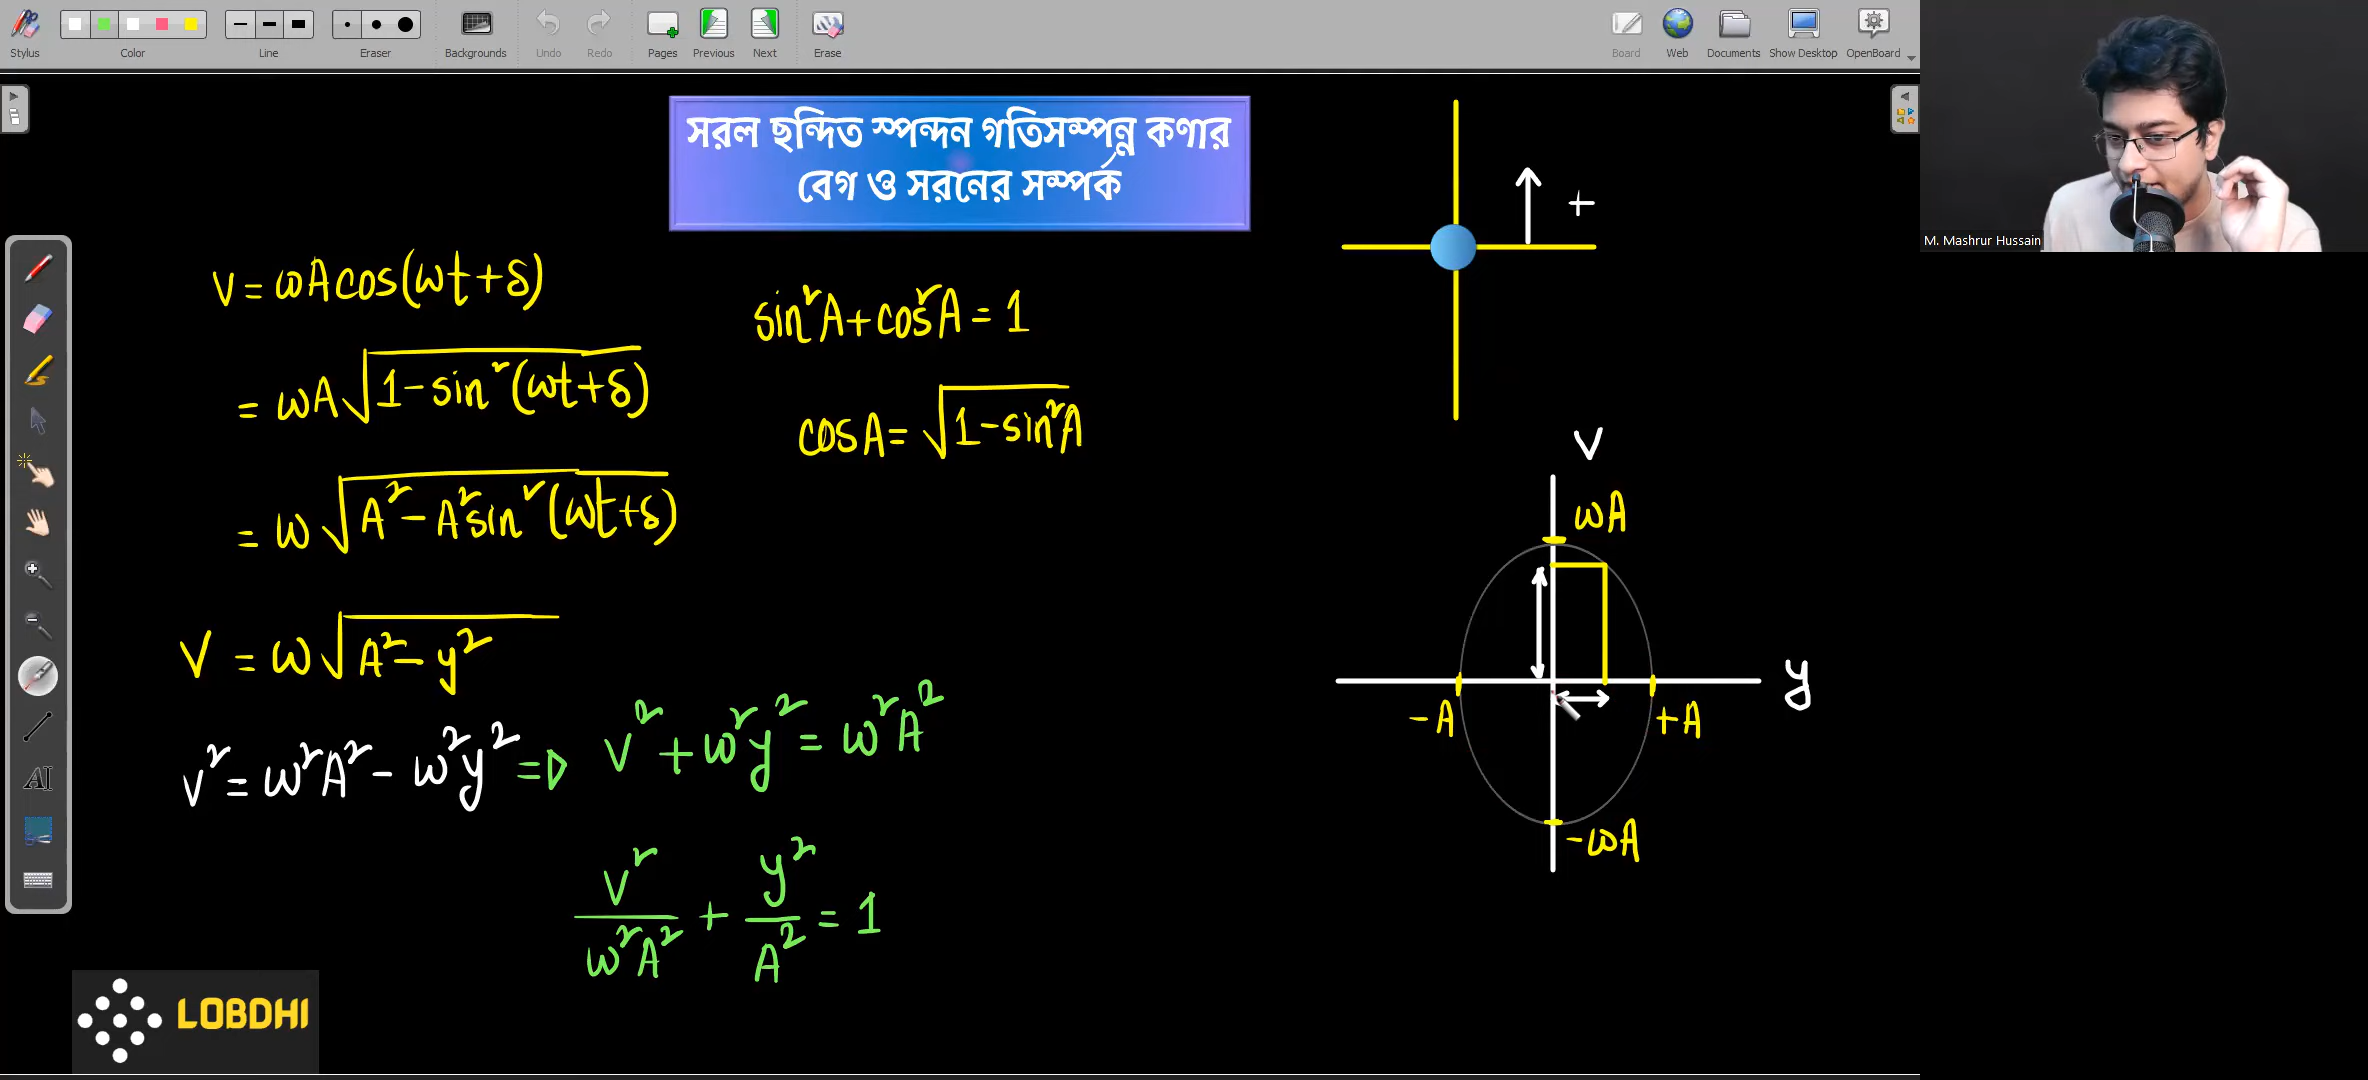 Stylus
Color
Line
Eraser
Backgrounds
Undo
Redo
Pages
Previous
Next
Erase
Board
Web
Documents
Show Desktop
OpenBoard
M. Mashrur Hussain
সরল ছন্দিত স্পন্দন গতিসম্পন্ন কণার
বেগ ও সরনের সম্পর্ক
v = ωA cos(ωt+δ)
= ωA√(1-sin²(ωt+δ))
= ω√(A²-A²sin²(ωt+δ))
V = ω√(A²-y²)
v² = ω²A² - ω²y² ⇒ v² + ω²y² = ω²A²
v²/ω²A² + y²/A² = 1
sin²A + cos²A = 1
cosA = √(1-sin²A)
+
V
ωA
-A
+A
y
-ωA
AI
LOBDHI